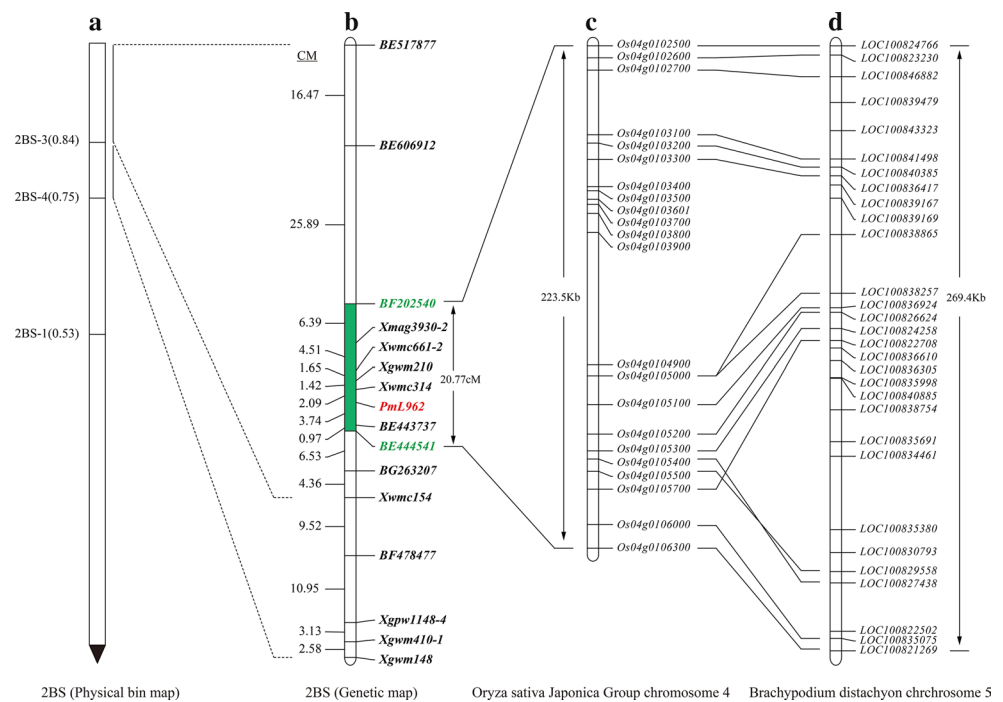 a
2BS-3(0.84)
2BS-4(0.75)
2BS-1(0.53)
2BS (Physical bin map)
b
CM
16.47
25.89
6.39
4.51
1.65
1.42
2.09
3.74
0.97
6.53
4.36
9.52
10.95
3.13
2.58
BE517877
BE606912
BF202540
Xmag3930-2
Xwmc661-2
Xgwm210
Xwmc314
PmL962
BE443737
BE444541
BG263207
Xwmc154
BF478477
Xgpw1148-4
Xgwm410-1
Xgwm148
20.77cM
2BS (Genetic map)
c
223.5Kb
Os04g0102500
Os04g0102600
Os04g0102700
Os04g0103100
Os04g0103200
Os04g0103300
Os04g0103400
Os04g0103500
Os04g0103601
Os04g0103700
Os04g0103800
Os04g0103900
Os04g0104900
Os04g0105000
Os04g0105100
Os04g0105200
Os04g0105300
Os04g0105400
Os04g0105500
Os04g0105700
Os04g0106000
Os04g0106300
Oryza sativa Japonica Group chromosome 4
d
LOC100824766
LOC100823230
LOC100846882
LOC100839479
LOC100843323
LOC100841498
LOC100840385
LOC100836417
LOC100839167
LOC100839169
LOC100838865
LOC100838257
LOC100836924
LOC100826624
LOC100824258
LOC100822708
LOC100836610
LOC100836305
LOC100835998
LOC100840885
LOC100838754
LOC100835691
LOC100834461
LOC100835380
LOC100830793
LOC100829558
LOC100827438
LOC100822502
LOC100835075
LOC100821269
269.4Kb
Brachypodium distachyon chrchrosome 5